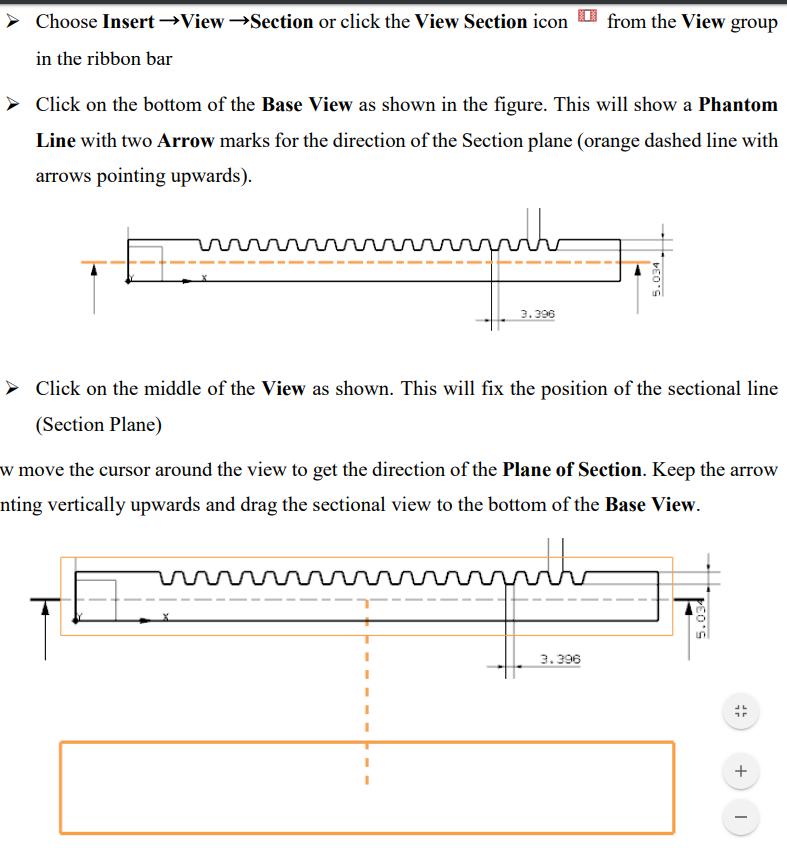 ➢ Choose Insert →View →Section or click the View Section icon from the View group
in the ribbon bar
➢ Click on the bottom of the Base View as shown in the figure. This will show a Phantom
Line with two Arrow marks for the direction of the Section plane (orange dashed line with
arrows pointing upwards).
Y
X
5.034
3.396
➢ Click on the middle of the View as shown. This will fix the position of the sectional line
(Section Plane)
w move the cursor around the view to get the direction of the Plane of Section. Keep the arrow
nting vertically upwards and drag the sectional view to the bottom of the Base View.
Y
X
5.034
3.396
+
−